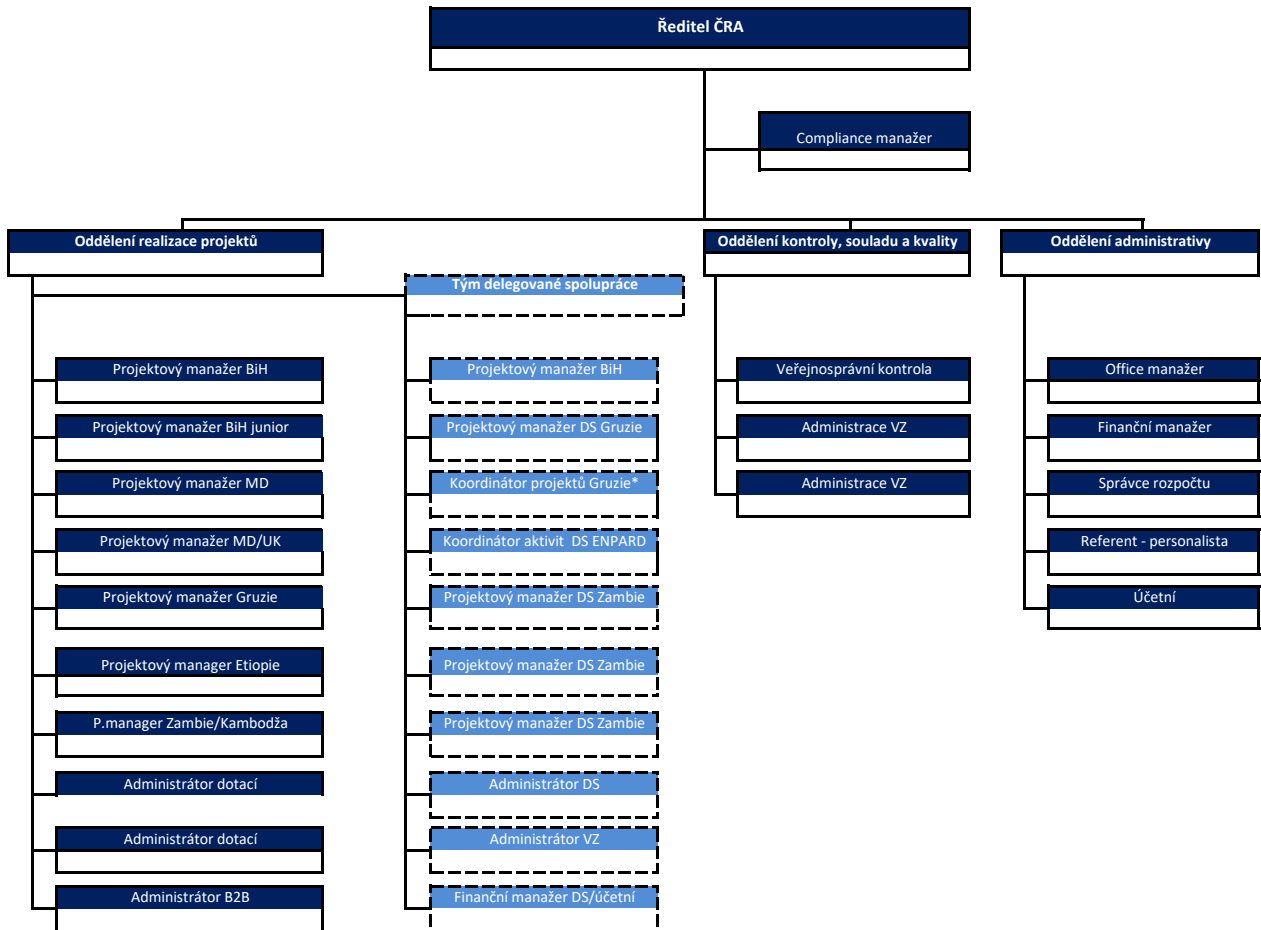 Ředitel ČRA
Compliance manažer
Oddělení realizace projektů
Oddělení kontroly, souladu a kvality
Oddělení administrativy
Tým delegované spolupráce
Projektový manažer BiH
Projektový manažer BiH junior
Projektový manažer MD
Projektový manažer MD/UK
Projektový manažer Gruzie
Projektový manager Etiopie
P.manager Zambie/Kambodža
Administrátor dotací
Administrátor dotací
Administrátor B2B
Projektový manažer BiH
Projektový manažer DS Gruzie
Koordinátor projektů Gruzie*
Koordinátor aktivit DS ENPARD
Projektový manažer DS Zambie
Projektový manažer DS Zambie
Projektový manažer DS Zambie
Administrátor DS
Administrátor VZ
Finanční manažer DS/účetní
Veřejnosprávní kontrola
Administrace VZ
Administrace VZ
Office manažer
Finanční manažer
Správce rozpočtu
Referent - personalista
Účetní